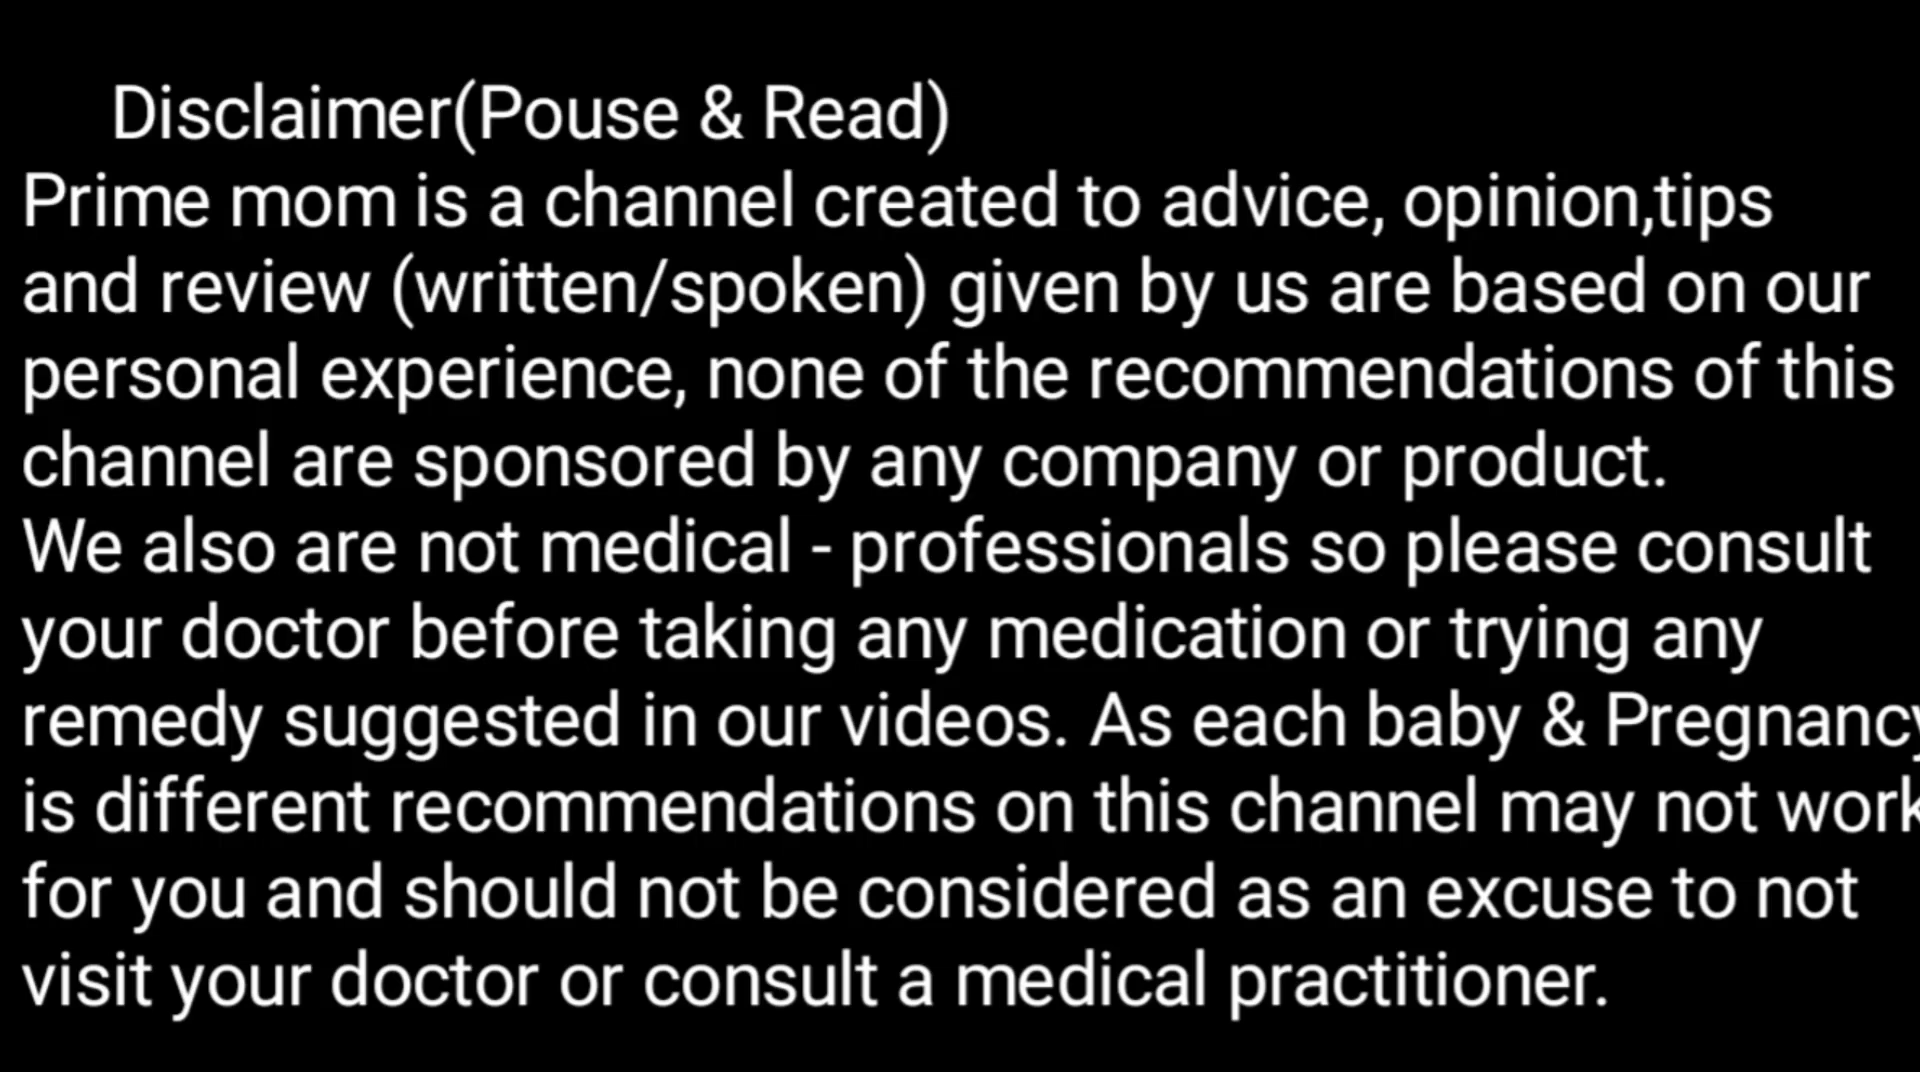 Disclaimer(Pouse & Read)
Prime mom is a channel created to advice, opinion,tips
and review (written/spoken) given by us are based on our
personal experience, none of the recommendations of this
channel are sponsored by any company or product.
We also are not medical - professionals so please consult
your doctor before taking any medication or trying any
remedy suggested in our videos. As each baby & Pregnancy
is different recommendations on this channel may not work
for you and should not be considered as an excuse to not
visit your doctor or consult a medical practitioner.